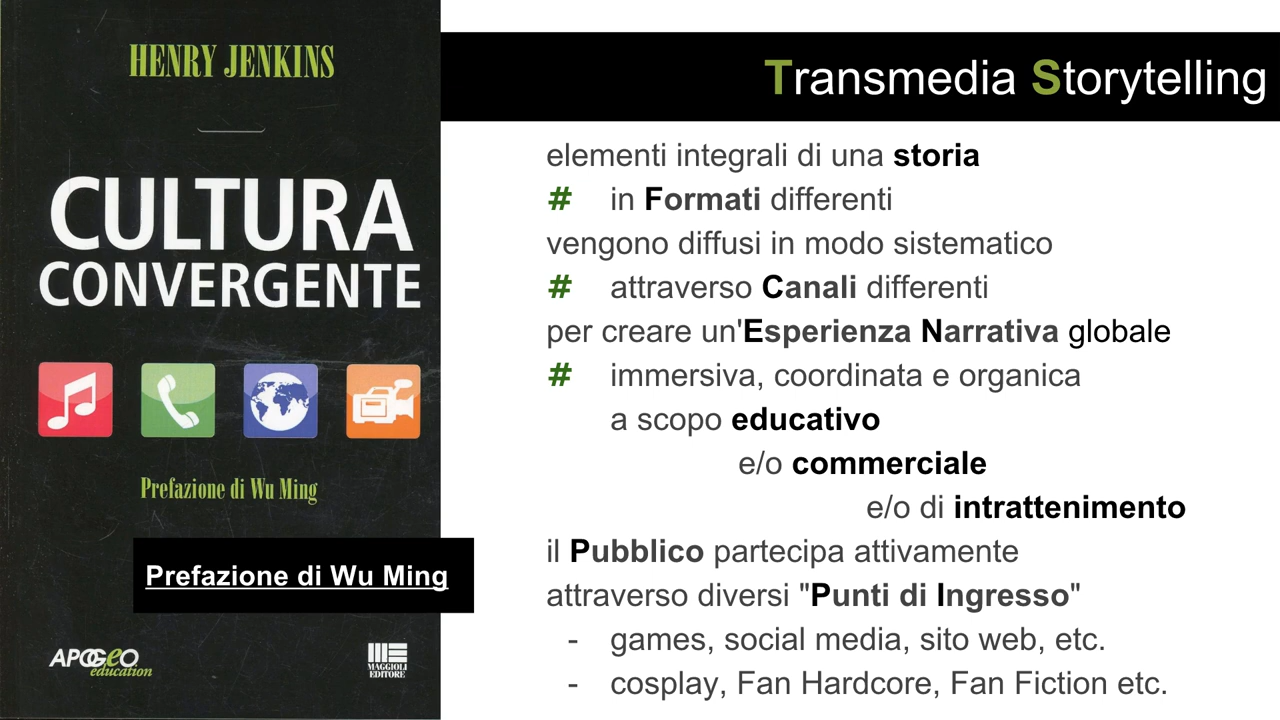 HENRY JENKINS
CULTURA
CONVERGENTE
Prefazione di Wu Ming
Prefazione di Wu Ming
APOGEO
education
MAGGIOLI
EDITORE
Transmedia Storytelling
elementi integrali di una storia
# in Formati differenti
vengono diffusi in modo sistematico
# attraverso Canali differenti
per creare un'Esperienza Narrativa globale
# immersiva, coordinata e organica
a scopo educativo
e/o commerciale
e/o di intrattenimento
il Pubblico partecipa attivamente
attraverso diversi "Punti di Ingresso"
- games, social media, sito web, etc.
- cosplay, Fan Hardcore, Fan Fiction etc.